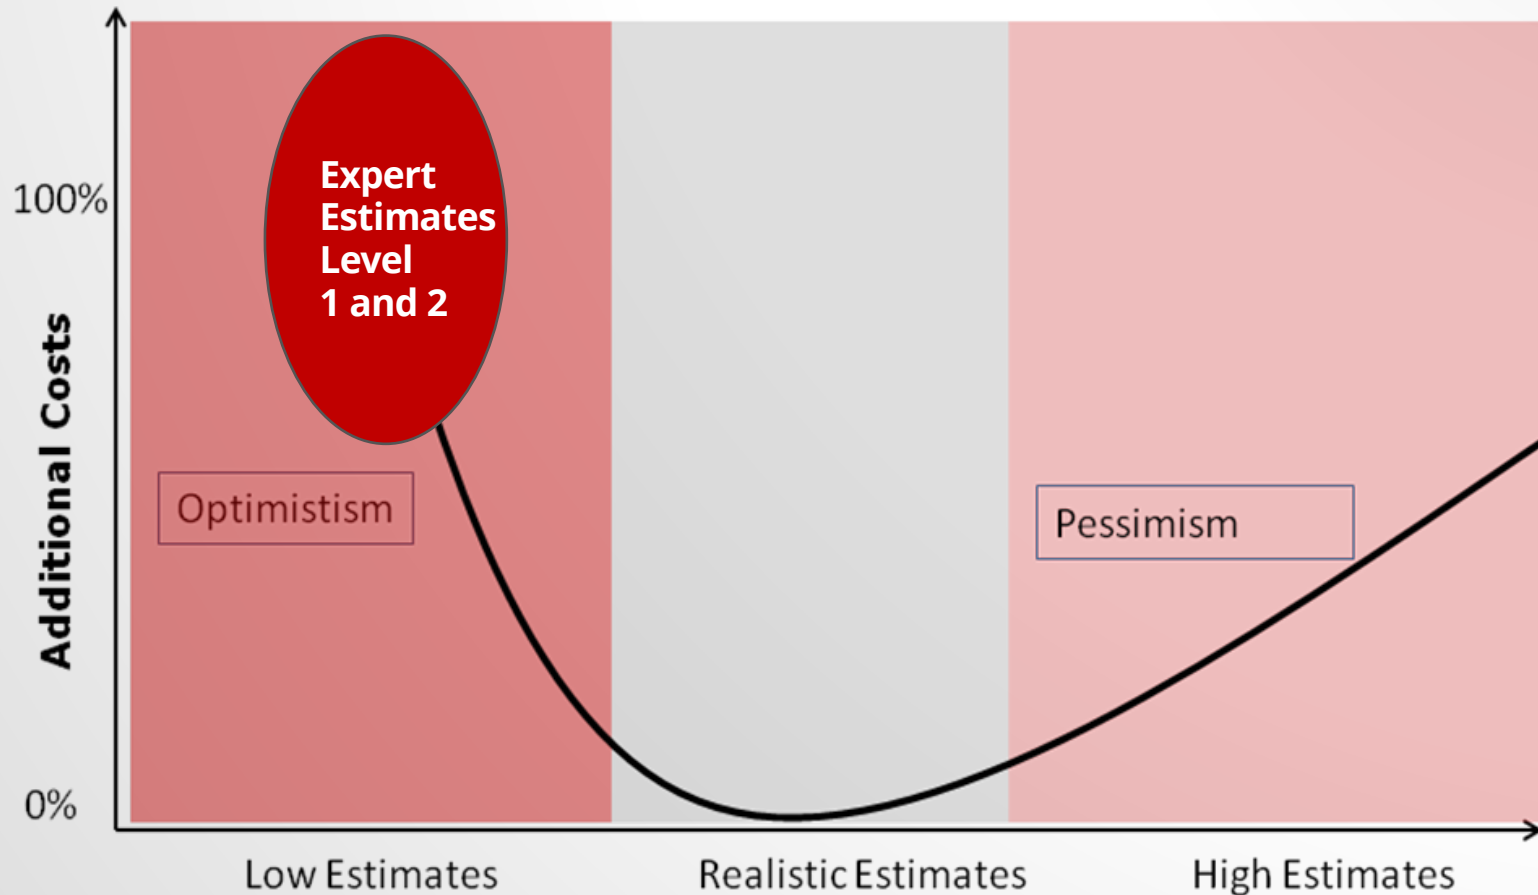 100%
Expert
Estimates
Level
1 and 2
Additional Costs
Optimistism
Pessimism
0%
Low Estimates
Realistic Estimates
High Estimates